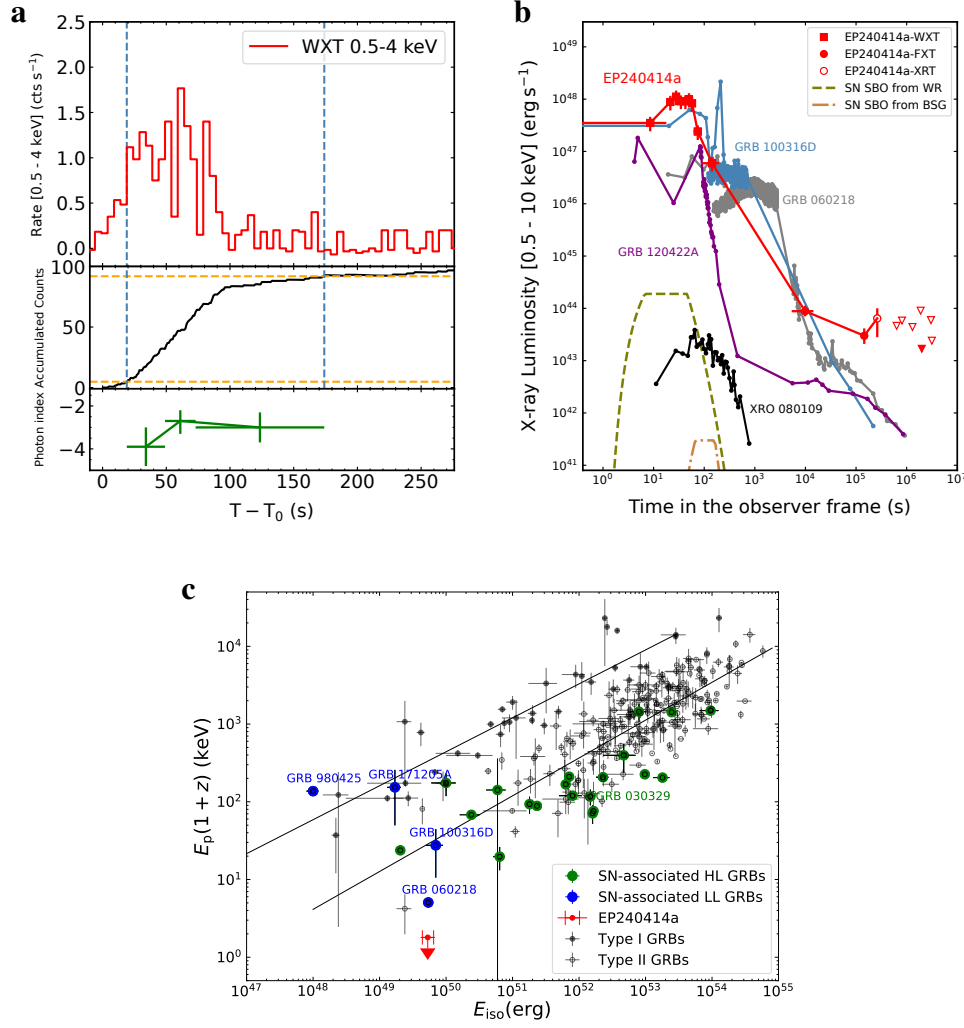 a
WXT 0.5-4 keV
Rate [0.5 - 4 keV] (cts s⁻¹)
2.5
2.0
1.5
1.0
0.5
0.0
Accumulated Counts
100
50
0
Photon index
−2
−4
0 50 100 150 200 250
T − T₀ (s)
b
EP240414a-WXT
EP240414a-FXT
EP240414a-XRT
SN SBO from WR
SN SBO from BSG
EP240414a
GRB 100316D
GRB 060218
GRB 120422A
XRO 080109
X-ray Luminosity [0.5 - 10 keV] (erg s⁻¹)
10⁴⁹
10⁴⁸
10⁴⁷
10⁴⁶
10⁴⁵
10⁴⁴
10⁴³
10⁴²
10⁴¹
10⁰ 10¹ 10² 10³ 10⁴ 10⁵ 10⁶ 10⁷
Time in the observer frame (s)
c
Eₚ(1 + z) (keV)
10⁴
10³
10²
10¹
10⁰
GRB 980425
GRB 171205A
GRB 030329
GRB 100316D
GRB 060218
SN-associated HL GRBs
SN-associated LL GRBs
EP240414a
Type I GRBs
Type II GRBs
10⁴⁷ 10⁴⁸ 10⁴⁹ 10⁵⁰ 10⁵¹ 10⁵² 10⁵³ 10⁵⁴ 10⁵⁵
E_iso(erg)